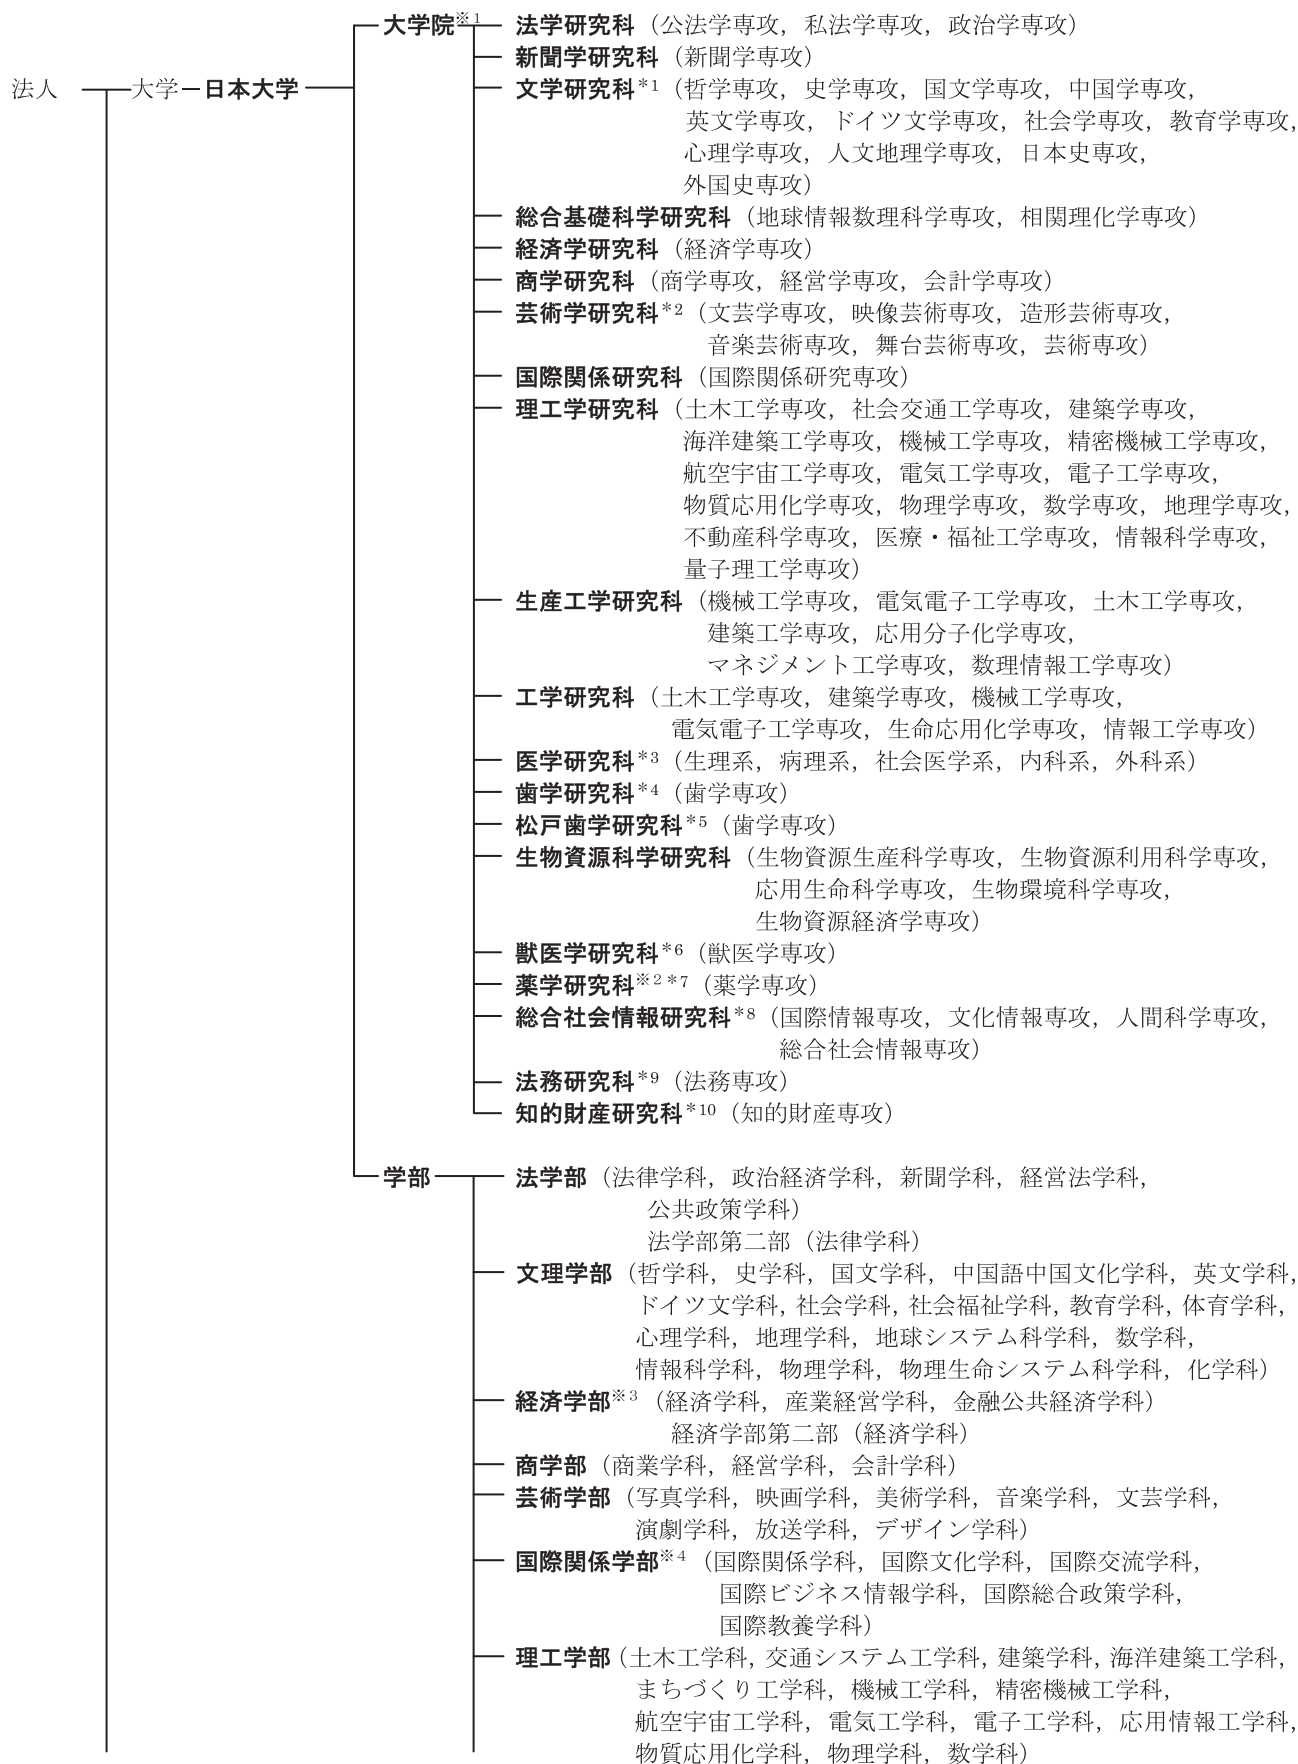 大学院※1 法学研究科（公法学専攻，私法学専攻，政治学専攻）
新聞学研究科（新聞学専攻）
法人 大学 日本大学 文学研究科*1（哲学専攻，史学専攻，国文学専攻，中国学専攻，
英文学専攻，ドイツ文学専攻，社会学専攻，教育学専攻，
心理学専攻，人文地理学専攻，日本史専攻，
外国史専攻）
総合基礎科学研究科（地球情報数理科学専攻，相関理化学専攻）
経済学研究科（経済学専攻）
商学研究科（商学専攻，経営学専攻，会計学専攻）
芸術学研究科*2（文芸学専攻，映像芸術専攻，造形芸術専攻，
音楽芸術専攻，舞台芸術専攻，芸術専攻）
国際関係研究科（国際関係研究専攻）
理工学研究科（土木工学専攻，社会交通工学専攻，建築学専攻，
海洋建築工学専攻，機械工学専攻，精密機械工学専攻，
航空宇宙工学専攻，電気工学専攻，電子工学専攻，
物質応用化学専攻，物理学専攻，数学専攻，地理学専攻，
不動産科学専攻，医療・福祉工学専攻，情報科学専攻，
量子理工学専攻）
生産工学研究科（機械工学専攻，電気電子工学専攻，土木工学専攻，
建築工学専攻，応用分子化学専攻，
マネジメント工学専攻，数理情報工学専攻）
工学研究科（土木工学専攻，建築学専攻，機械工学専攻，
電気電子工学専攻，生命応用化学専攻，情報工学専攻）
医学研究科*3（生理系，病理系，社会医学系，内科系，外科系）
歯学研究科*4（歯学専攻）
松戸歯学研究科*5（歯学専攻）
生物資源科学研究科（生物資源生産科学専攻，生物資源利用科学専攻，
応用生命科学専攻，生物環境科学専攻，
生物資源経済学専攻）
獣医学研究科*6（獣医学専攻）
薬学研究科※2 *7（薬学専攻）
総合社会情報研究科*8（国際情報専攻，文化情報専攻，人間科学専攻，
総合社会情報専攻）
法務研究科*9（法務専攻）
知的財産研究科*10（知的財産専攻）
学部 法学部（法律学科，政治経済学科，新聞学科，経営法学科，
公共政策学科）
法学部第二部（法律学科）
文理学部（哲学科，史学科，国文学科，中国語中国文化学科，英文学科，
ドイツ文学科，社会学科，社会福祉学科，教育学科，体育学科，
心理学科，地理学科，地球システム科学科，数学科，
情報科学科，物理学科，物理生命システム科学科，化学科）
経済学部※3（経済学科，産業経営学科，金融公共経済学科）
経済学部第二部（経済学科）
商学部（商業学科，経営学科，会計学科）
芸術学部（写真学科，映画学科，美術学科，音楽学科，文芸学科，
演劇学科，放送学科，デザイン学科）
国際関係学部※4（国際関係学科，国際文化学科，国際交流学科，
国際ビジネス情報学科，国際総合政策学科，
国際教養学科）
理工学部（土木工学科，交通システム工学科，建築学科，海洋建築工学科，
まちづくり工学科，機械工学科，精密機械工学科，
航空宇宙工学科，電気工学科，電子工学科，応用情報工学科，
物質応用化学科，物理学科，数学科）